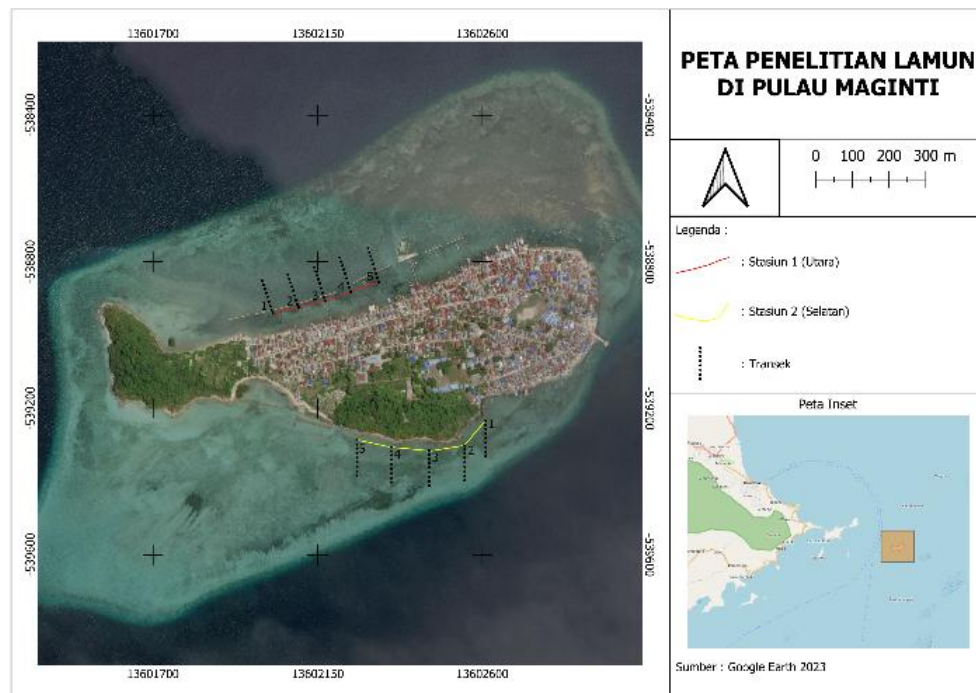 PETA PENELITIAN LAMUN
DI PULAU MAGINTI
13601700 13602150 13602600
-538400 -538400
-538800 -538800
-539200 -539200
-539600 -539600
1 2 3 4 5
5 4 3 2 1
13601700 13602150 13602600
0 100 200 300 m
Legenda :
: Stasiun 1 (Utara)
: Stasiun 2 (Selatan)
: Transek
Peta Inset
Sumber : Google Earth 2023